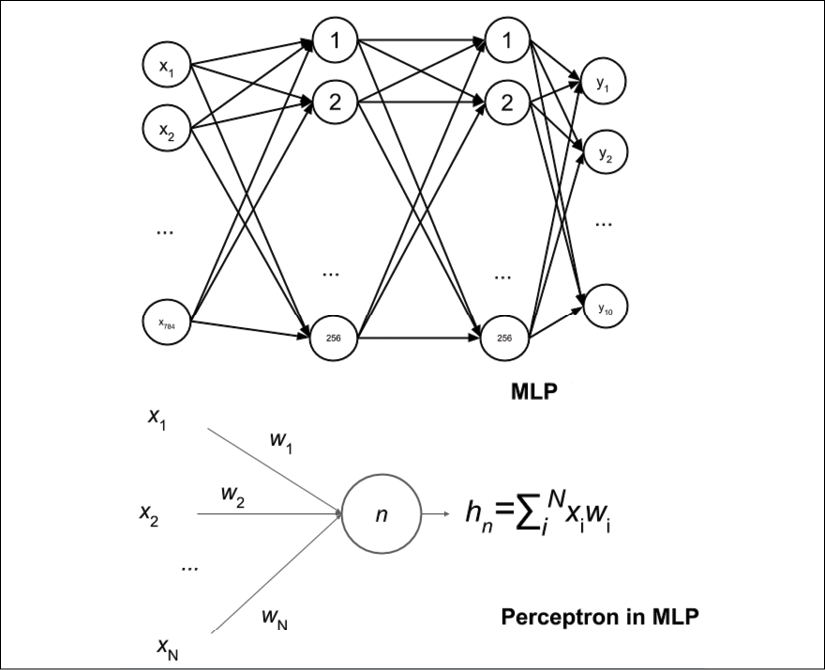 x1 1 1 y1
x2 2 2 y2
... ... ... ...
x784 256 256 y10
MLP
x1 w1
x2 w2 n hn=∑iNxiwi
...
xN wN
Perceptron in MLP